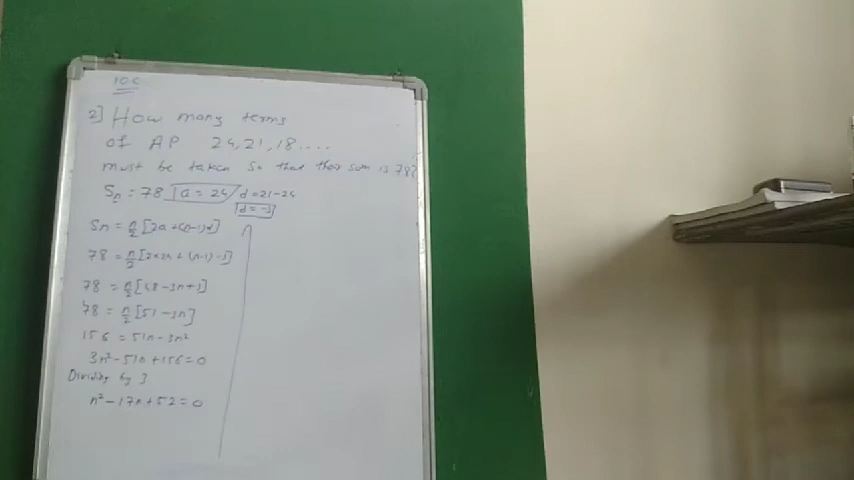 10C
2] How many terms
of AP 24, 21, 18 ....
must be taken so that their sum is 78?
Sn = 78 | a = 24 / d = 21 - 24
d = -3
Sn = n/2 [2a + (n-1)d]
78 = n/2 [2×24 + (n-1) -3]
78 = n/2 [48 - 3n + 3]
78 = n/2 [51 - 3n]
156 = 51n - 3n²
3n² - 51n + 156 = 0
Dividing by 3
n² - 17n + 52 = 0